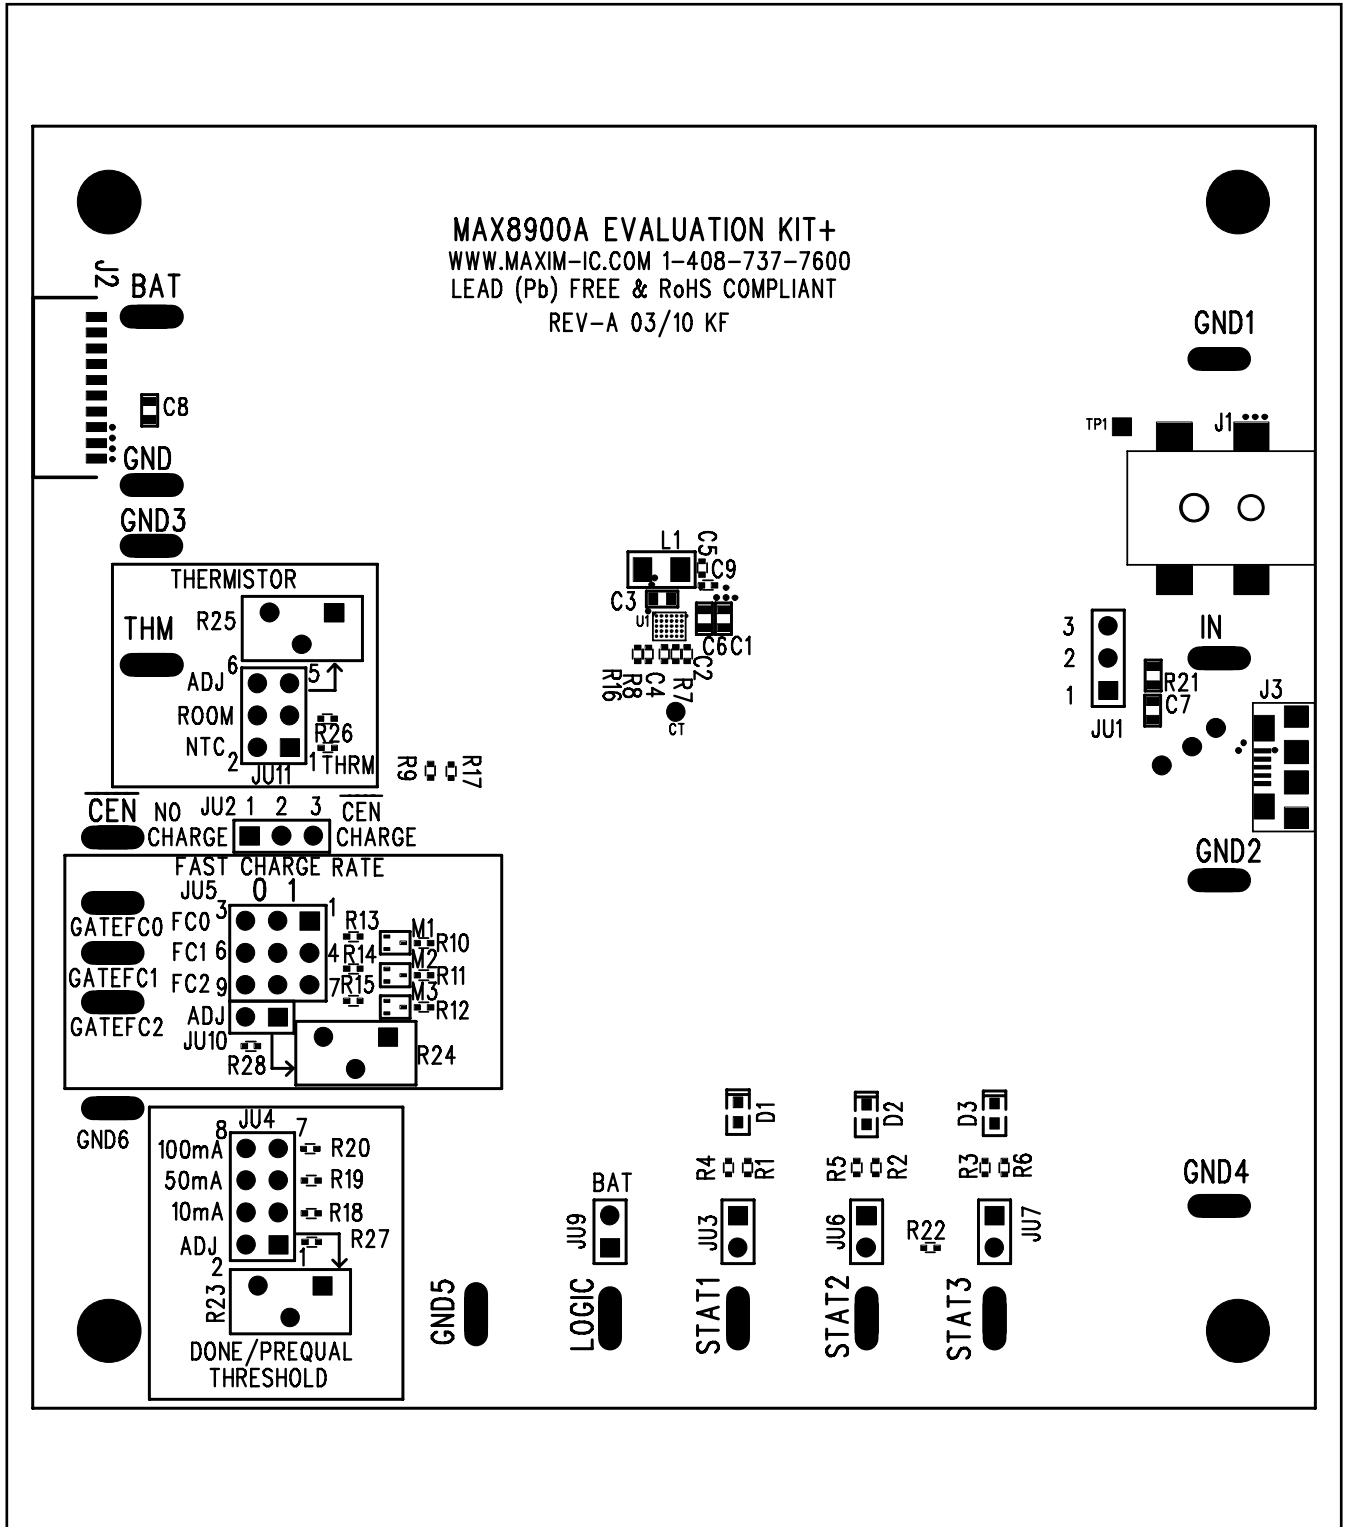 MAX8900A EVALUATION KIT+
WWW.MAXIM-IC.COM 1-408-737-7600
LEAD (Pb) FREE & RoHS COMPLIANT
REV-A 03/10 KF
J2
BAT
C8
GND
GND3
GND1
TP1
J1
L1
C5
C9
C3
U1
C6
C1
R16
R8
C4
R7
C2
CT
THERMISTOR
R25
THM
6
5
ADJ
ROOM
R26
NTC
2
1
THRM
JU11
3
2
1
JU1
IN
R21
C7
J3
R9
R17
CEN
NO
CHARGE
JU2 1 2 3
CEN
CHARGE
GND2
FAST CHARGE RATE
JU5
0 1
3
1
GATEFC0
FC0
R13
M1
R10
GATEFC1
FC1 6
4
R14
M2
R11
FC2 9
7
R15
M3
R12
GATEFC2
ADJ
JU10
R28
R24
GND6
JU4
8
7
100mA
R20
50mA
R19
10mA
R18
ADJ
R27
2
1
R23
DONE/PREQUAL
THRESHOLD
GND5
BAT
JU9
LOGIC
D1
R4
R1
JU3
STAT1
D2
R5
R2
JU6
R22
STAT2
D3
R3
R6
JU7
STAT3
GND4